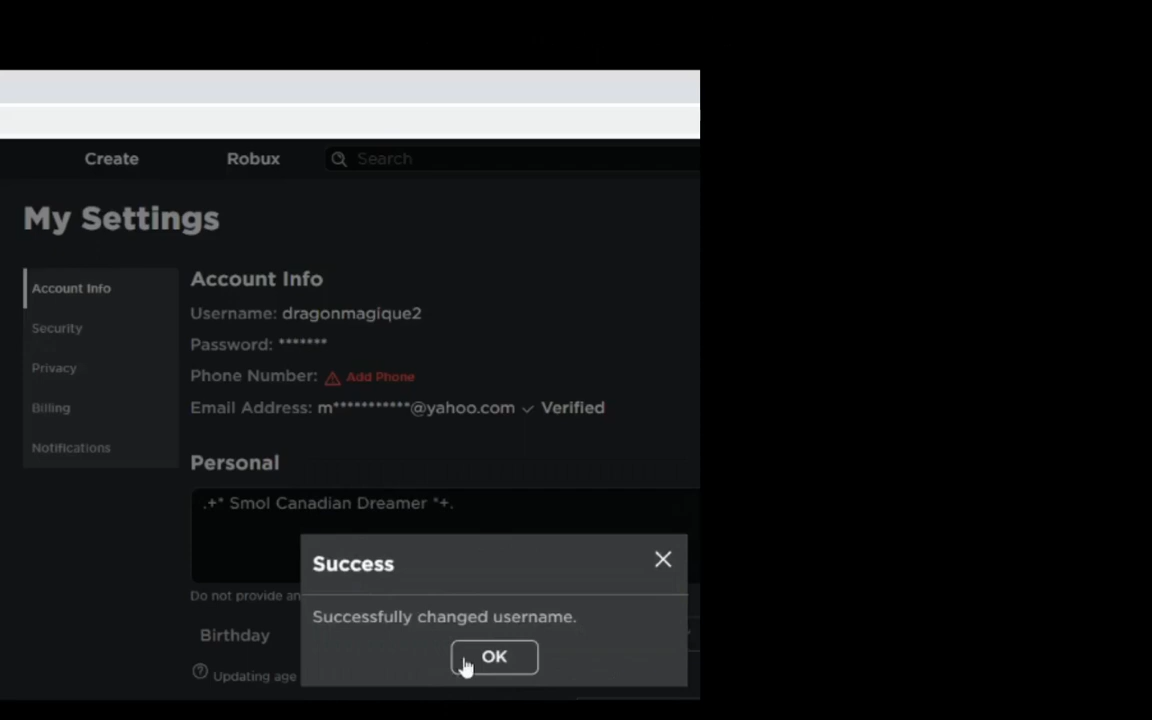 Create Robux Search
My Settings
Account Info
Security
Privacy
Billing
Notifications
Account Info
Username: dragonmagique2
Password: *******
Phone Number: Add Phone
Email Address: m***********@yahoo.com ✓ Verified
Personal
.+* Smol Canadian Dreamer *+.
Do not provide an
Birthday
Updating age
Success
Successfully changed username.
OK